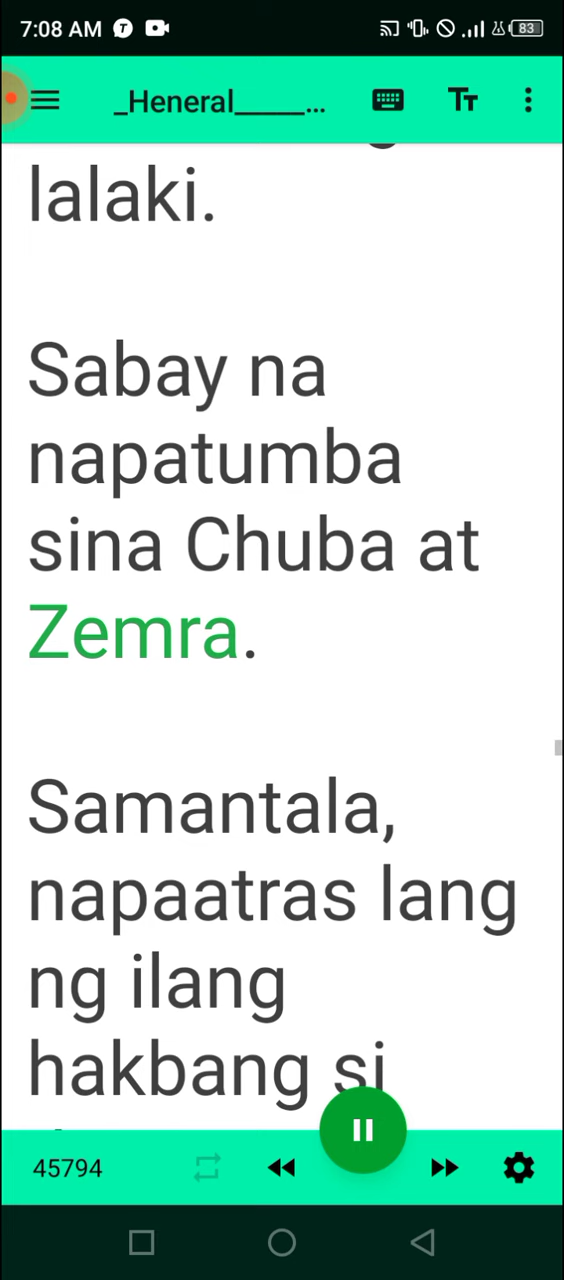 7:08 AM
83
_Heneral_____...
lalaki.
Sabay na
napatumba
sina Chuba at
Zemra.
Samantala,
napaatras lang
ng ilang
hakbang si
45794